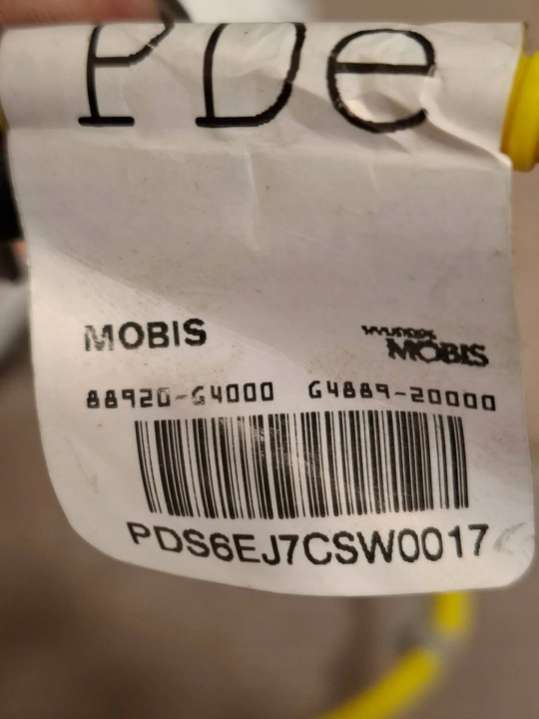 PDe
MOBIS HYUNDAI MOBIS
88920-G4000 G4889-20000
PDS6EJ7CSW0017